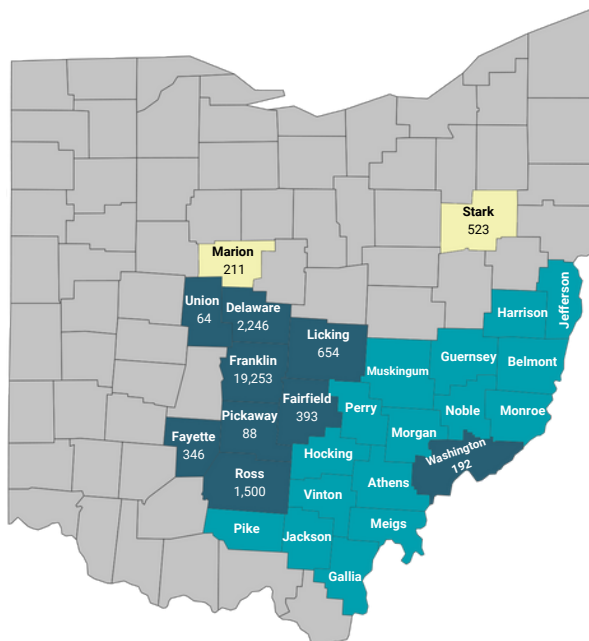 Stark
523
Marion
211
Jefferson
Union
64
Delaware
2,246
Harrison
Licking
654
Guernsey
Belmont
Franklin
19,253
Muskingum
Fairfield
393
Perry
Noble
Monroe
Pickaway
88
Fayette
346
Morgan
Hocking
Washington
192
Ross
1,500
Athens
Vinton
Pike
Meigs
Jackson
Gallia